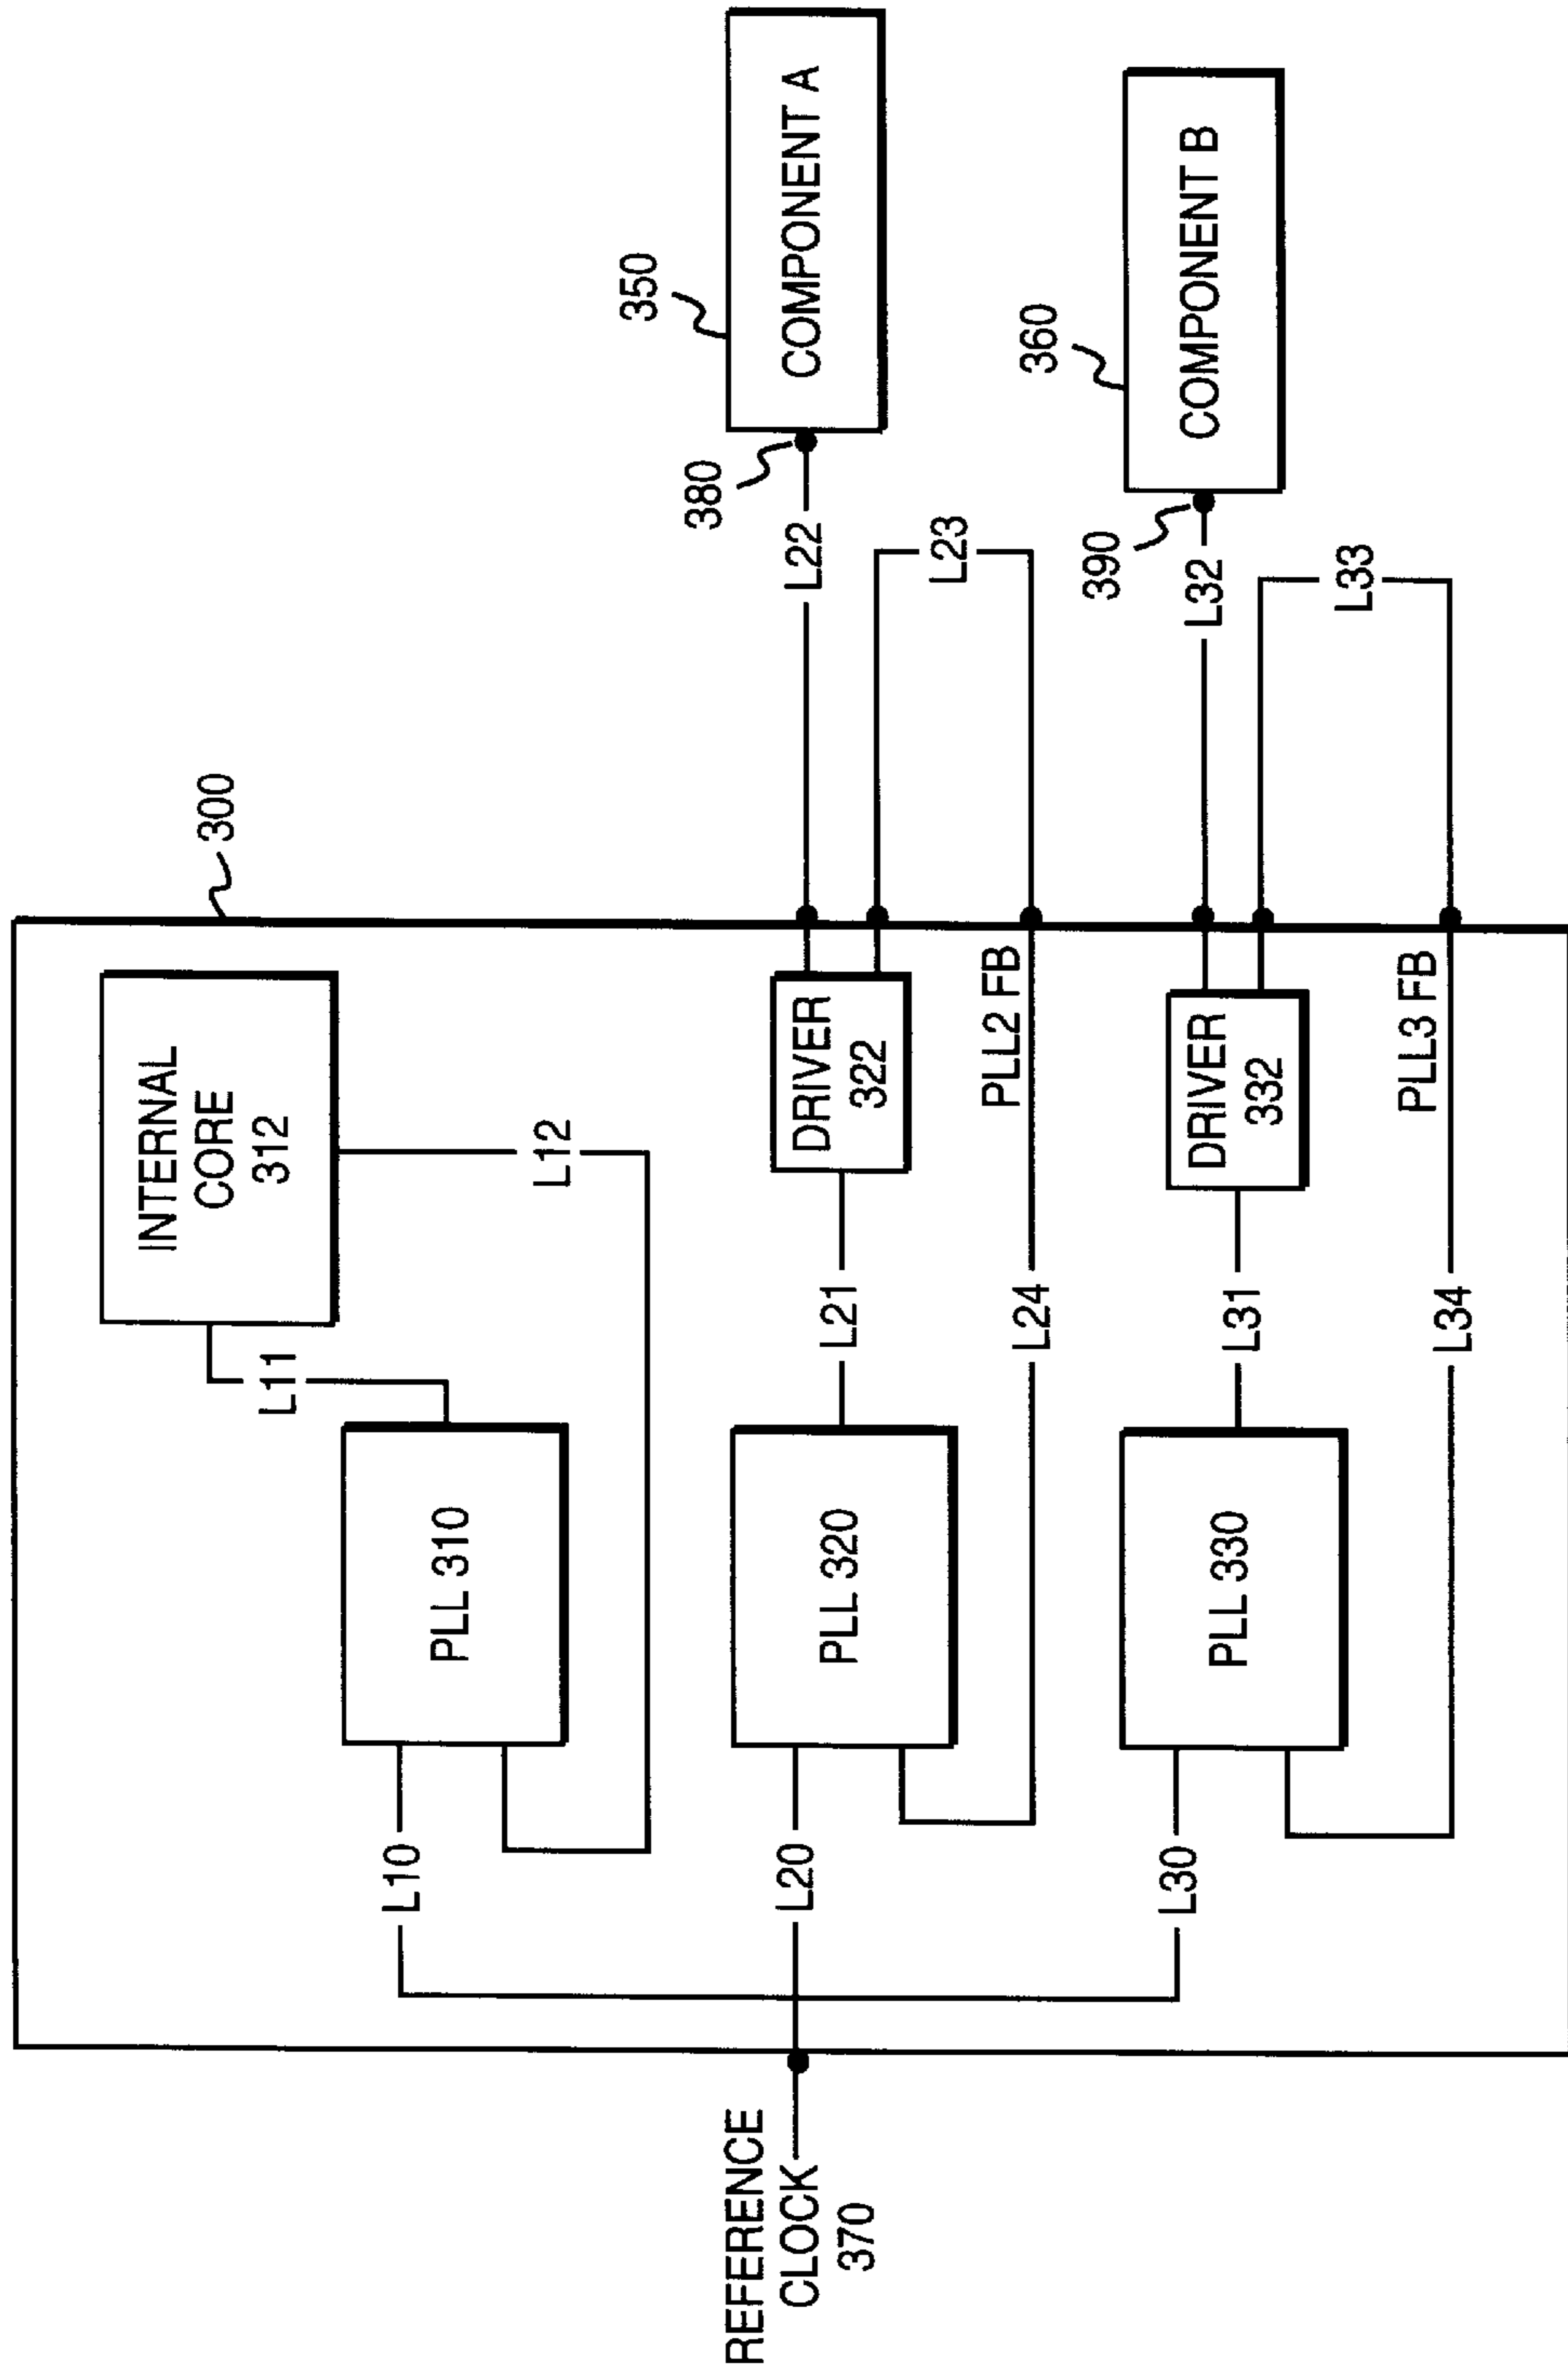 300
INTERNAL
CORE
312
L11
L12
PLL 310
L10
350
COMPONENT A
380
L22
L23
DRIVER
322
L21
PLL 320
L20
PLL2 FB
L24
REFERENCE
CLOCK
370
360
COMPONENT B
390
L32
L33
DRIVER
332
L31
PLL 330
L30
PLL3 FB
L34